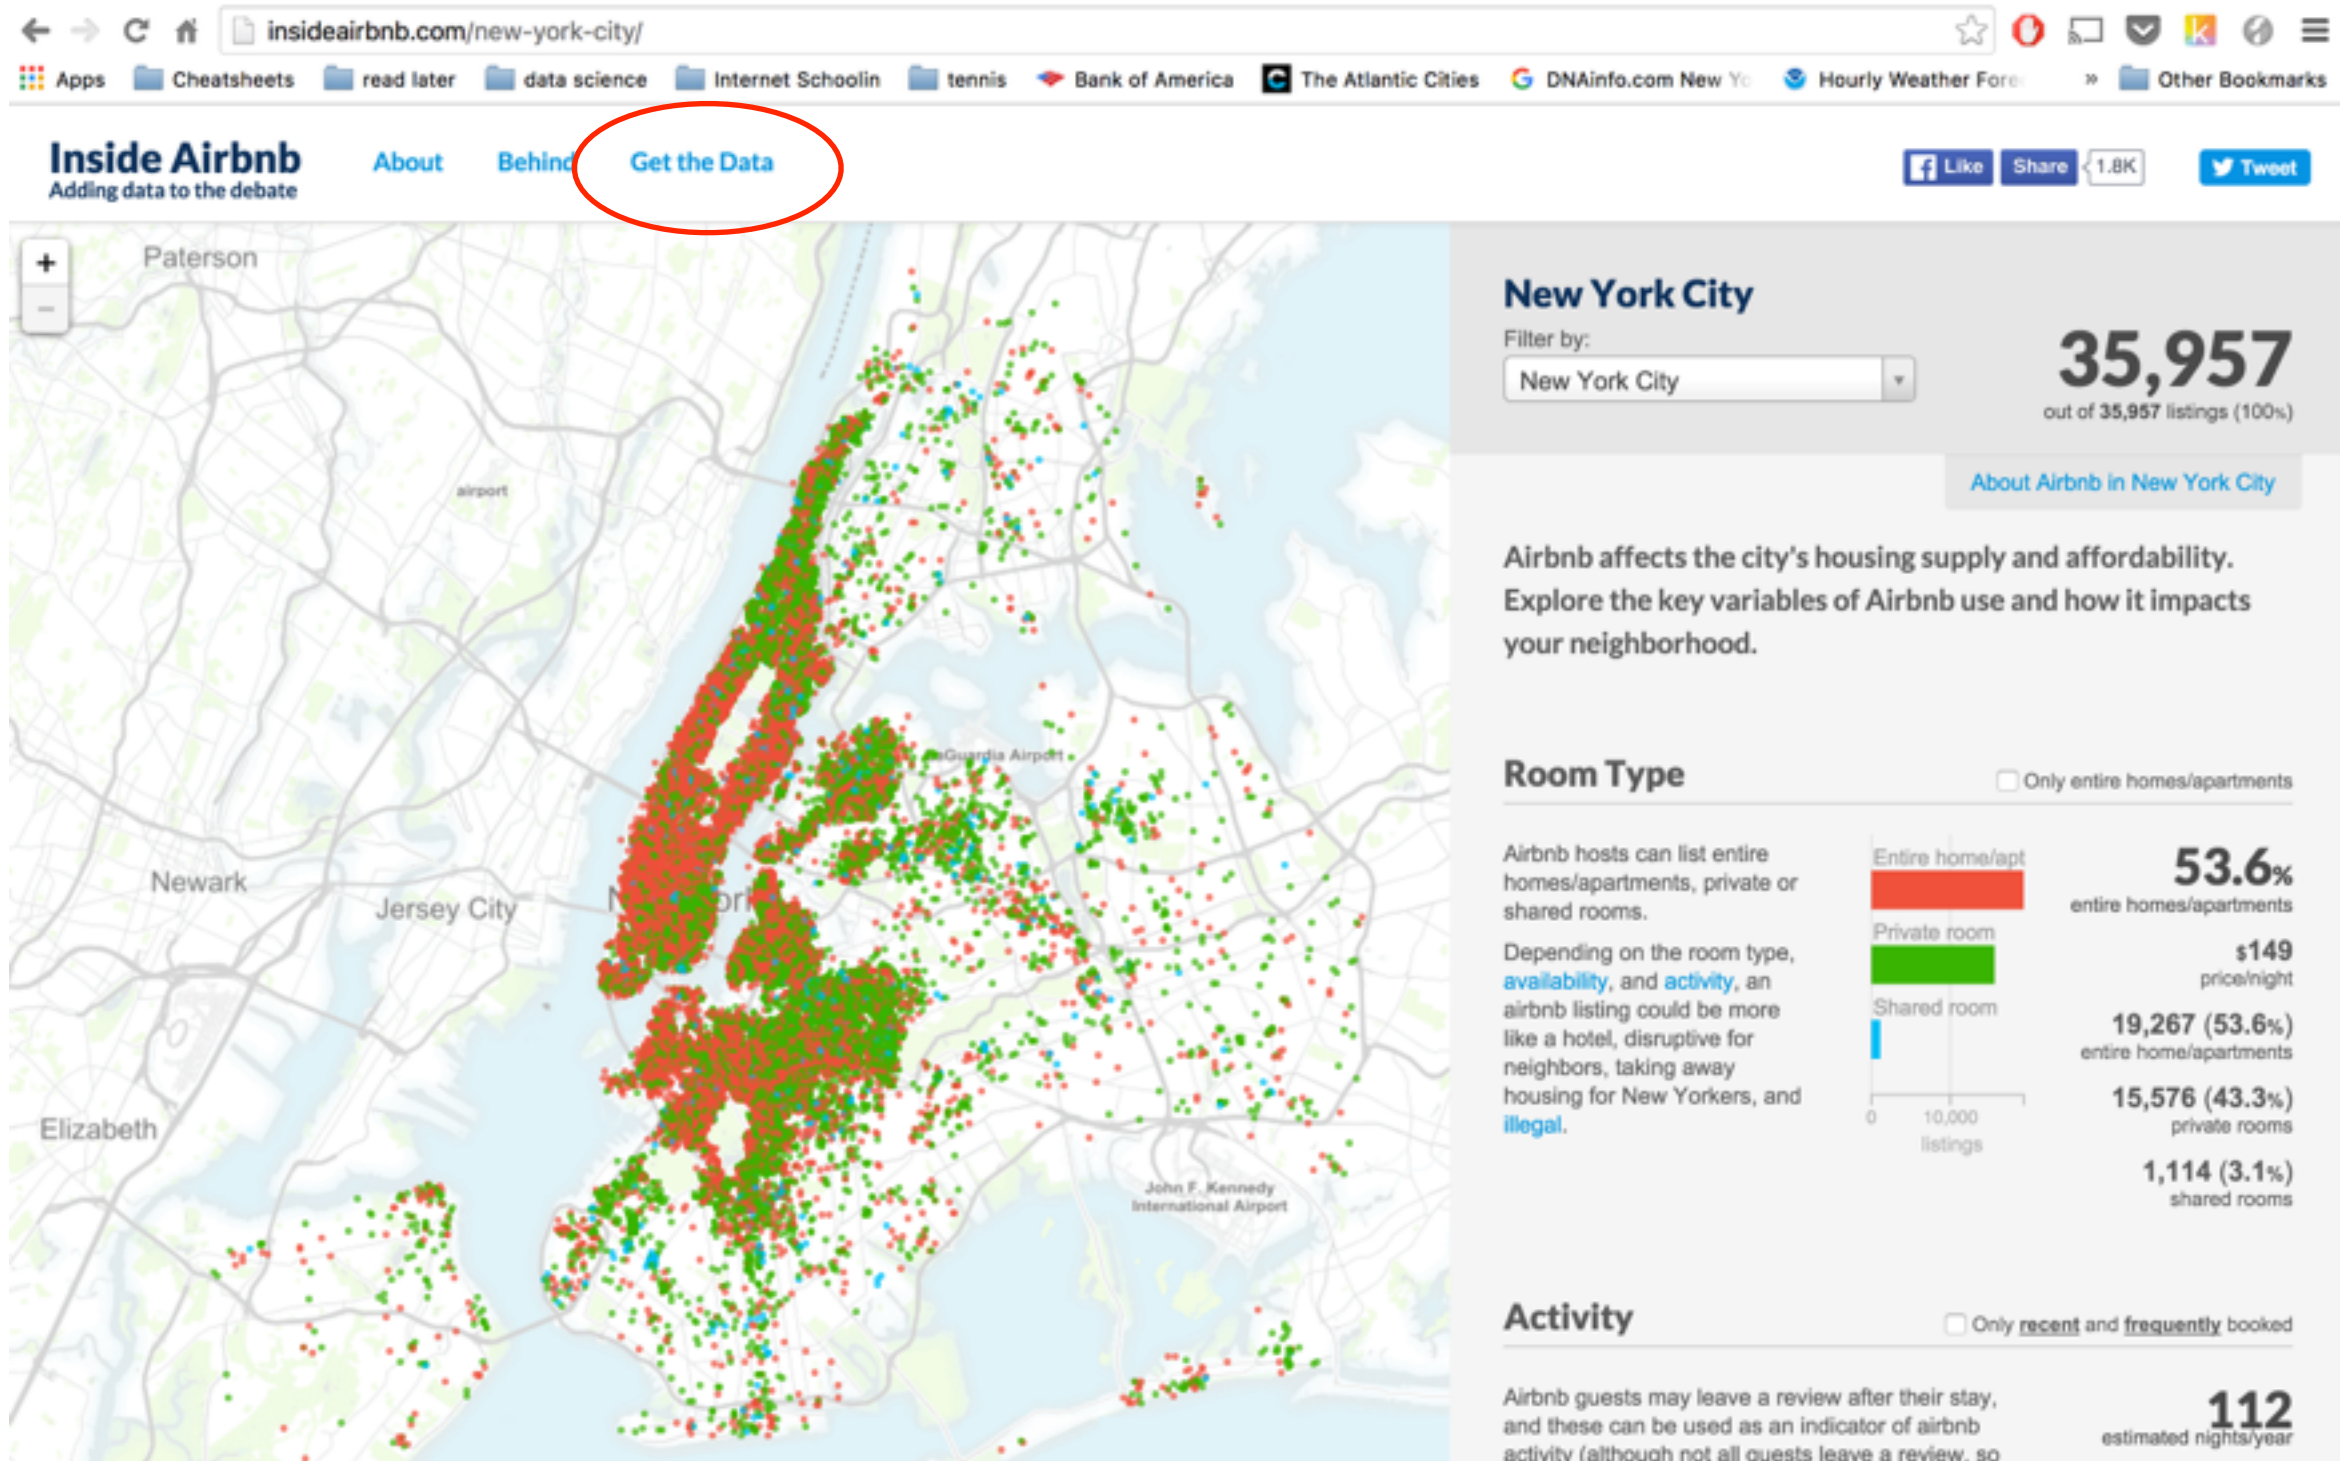 insideairbnb.com/new-york-city/
Apps Cheatsheets read later data science Internet Schoolin tennis Bank of America The Atlantic Cities DNAinfo.com New Yo Hourly Weather Fore » Other Bookmarks
Inside Airbnb
Adding data to the debate
About Behind Get the Data
Like Share 1.8K Tweet
+
−
Paterson
airport
LaGuardia Airport
Newark
Jersey City
Elizabeth
John F. Kennedy
International Airport
New York City
Filter by:
New York City
35,957
out of 35,957 listings (100%)
About Airbnb in New York City
Airbnb affects the city's housing supply and affordability.
Explore the key variables of Airbnb use and how it impacts
your neighborhood.
Room Type
Only entire homes/apartments
Airbnb hosts can list entire
homes/apartments, private or
shared rooms.
Depending on the room type,
availability, and activity, an
airbnb listing could be more
like a hotel, disruptive for
neighbors, taking away
housing for New Yorkers, and
illegal.
Entire home/apt
Private room
Shared room
0 10,000
listings
53.6%
entire homes/apartments
$149
price/night
19,267 (53.6%)
entire home/apartments
15,576 (43.3%)
private rooms
1,114 (3.1%)
shared rooms
Activity
Only recent and frequently booked
Airbnb guests may leave a review after their stay,
and these can be used as an indicator of airbnb
activity (although not all guests leave a review, so
112
estimated nights/year